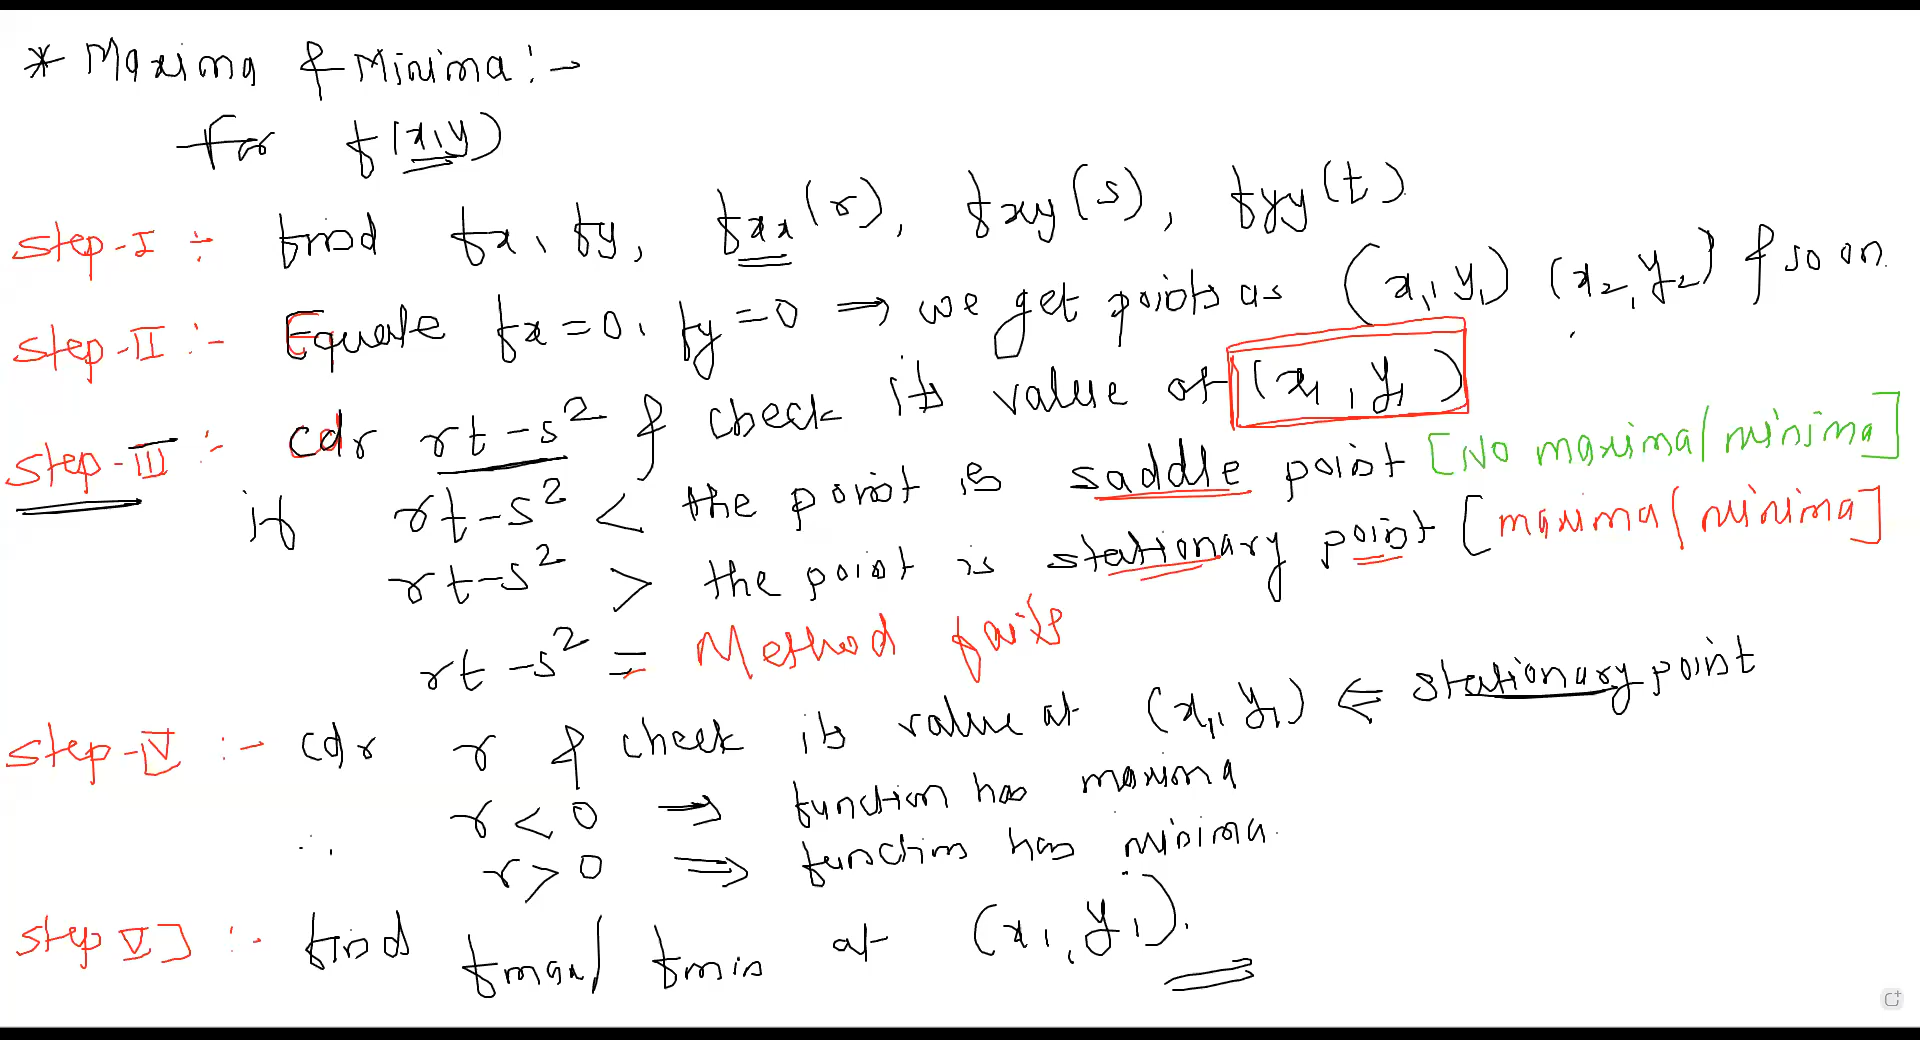 * Maxima & Minima :-
for f(x,y)
Step-I :- find fx, fy, fxx (r), fxy (s), fyy (t)
Step-II :- Equate fx = 0, fy = 0 ⇒ we get points as (x1, y1) (x2, y2) & so on
Step-III :- cdr rt - s² & check its value at (x1, y1)
if rt - s² < the point is saddle point [No maxima/minima]
rt - s² > the point is stationary point [maxima/minima]
rt - s² = Method fails
Step-IV :- cdr r & check its value at (x1, y1) ⇐ stationary point
∴ r < 0 ⇒ function has maxima
r > 0 ⇒ function has minima.
Step V] :- find fmax/fmin at (x1, y1).